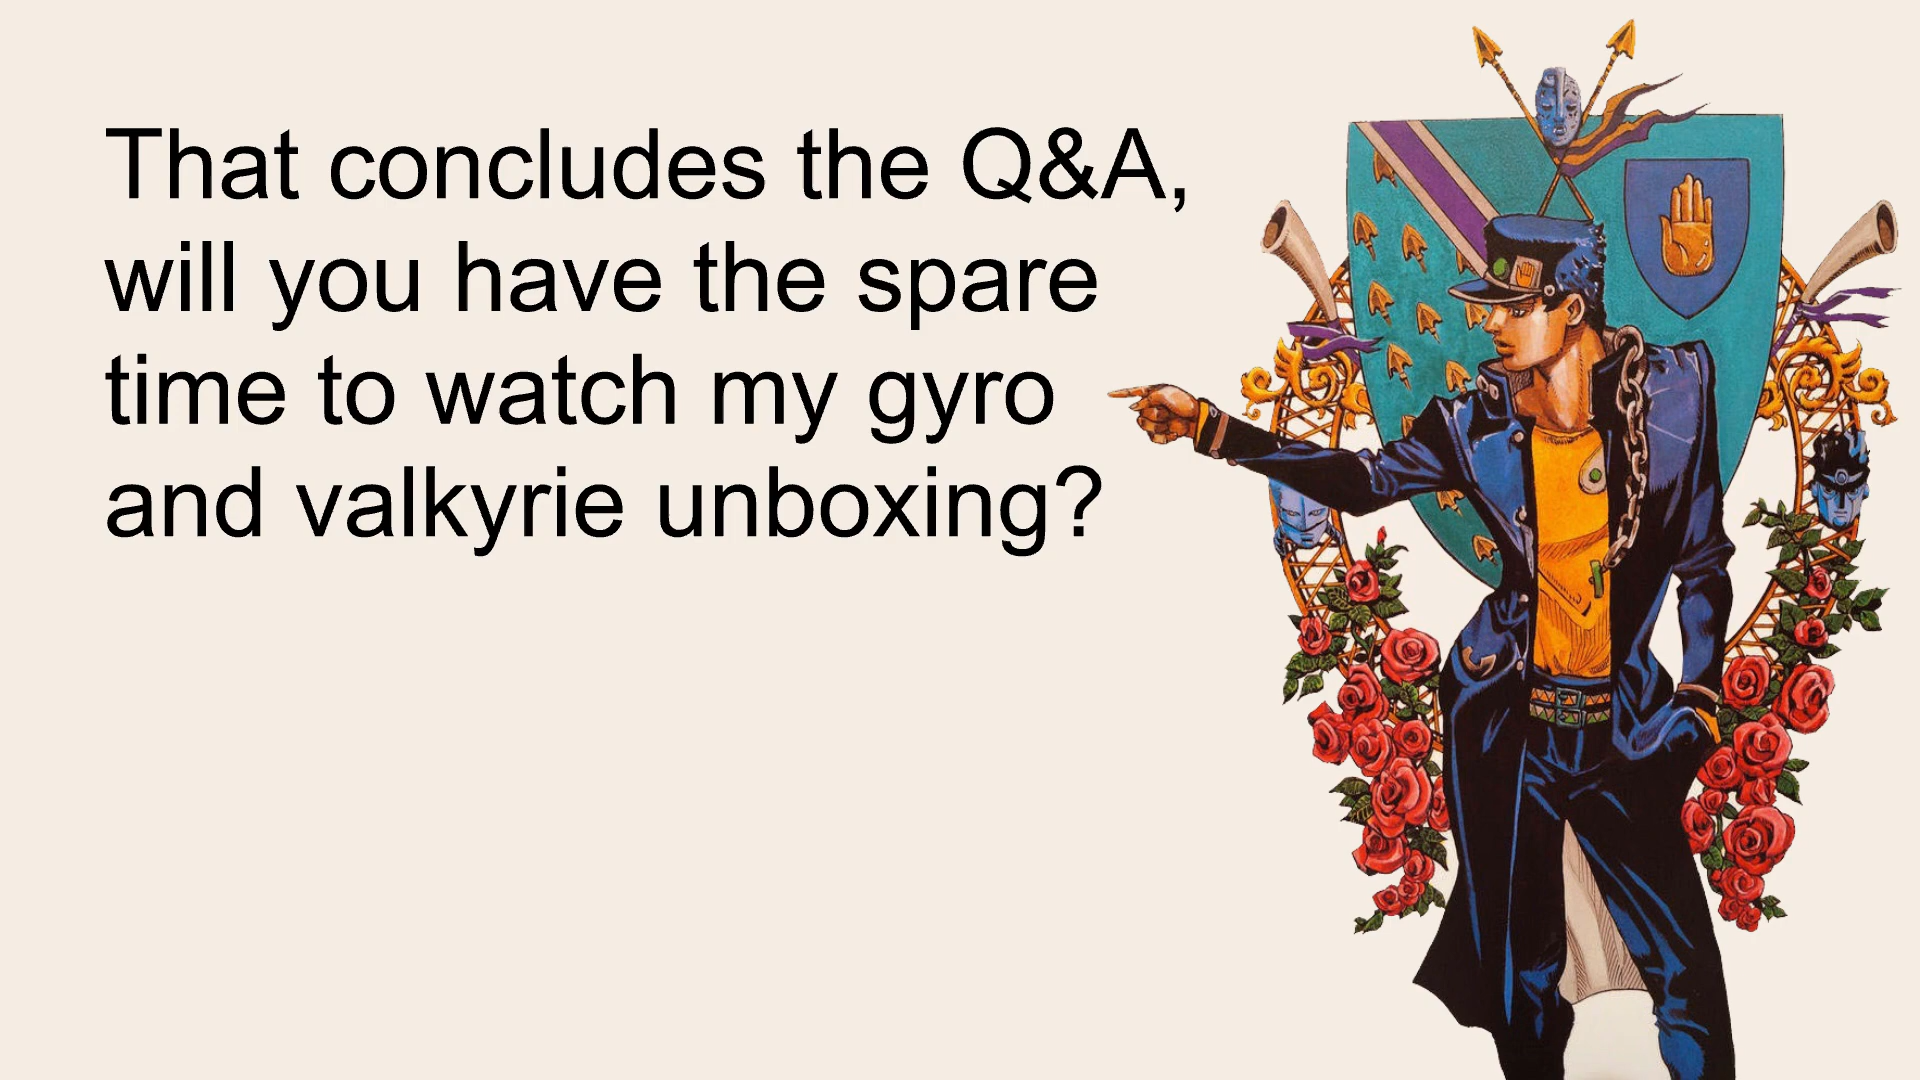 That concludes the Q&A,
will you have the spare
time to watch my gyro
and valkyrie unboxing?